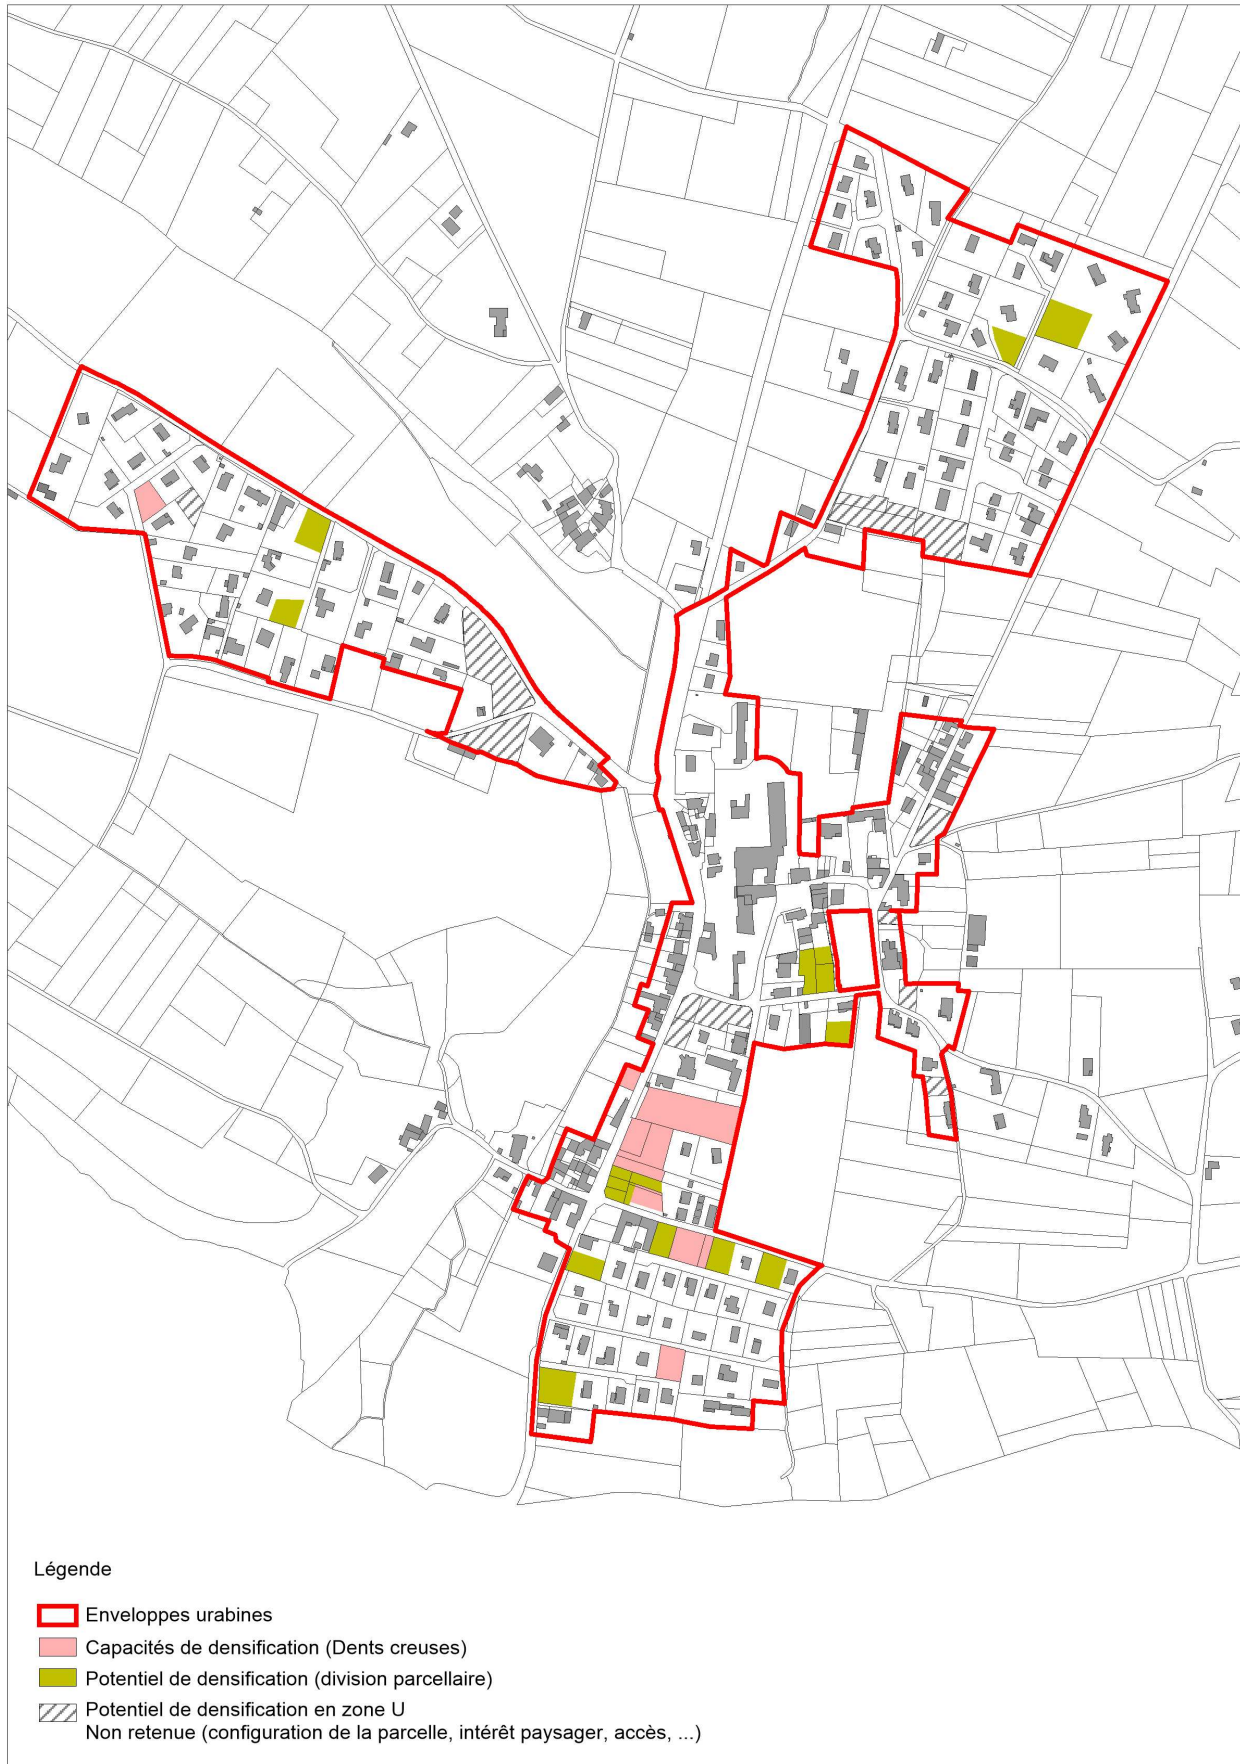 Légende
Enveloppes urabines
Capacités de densification (Dents creuses)
Potentiel de densification (division parcellaire)
Potentiel de densification en zone U
Non retenue (configuration de la parcelle, intérêt paysager, accès, ...)